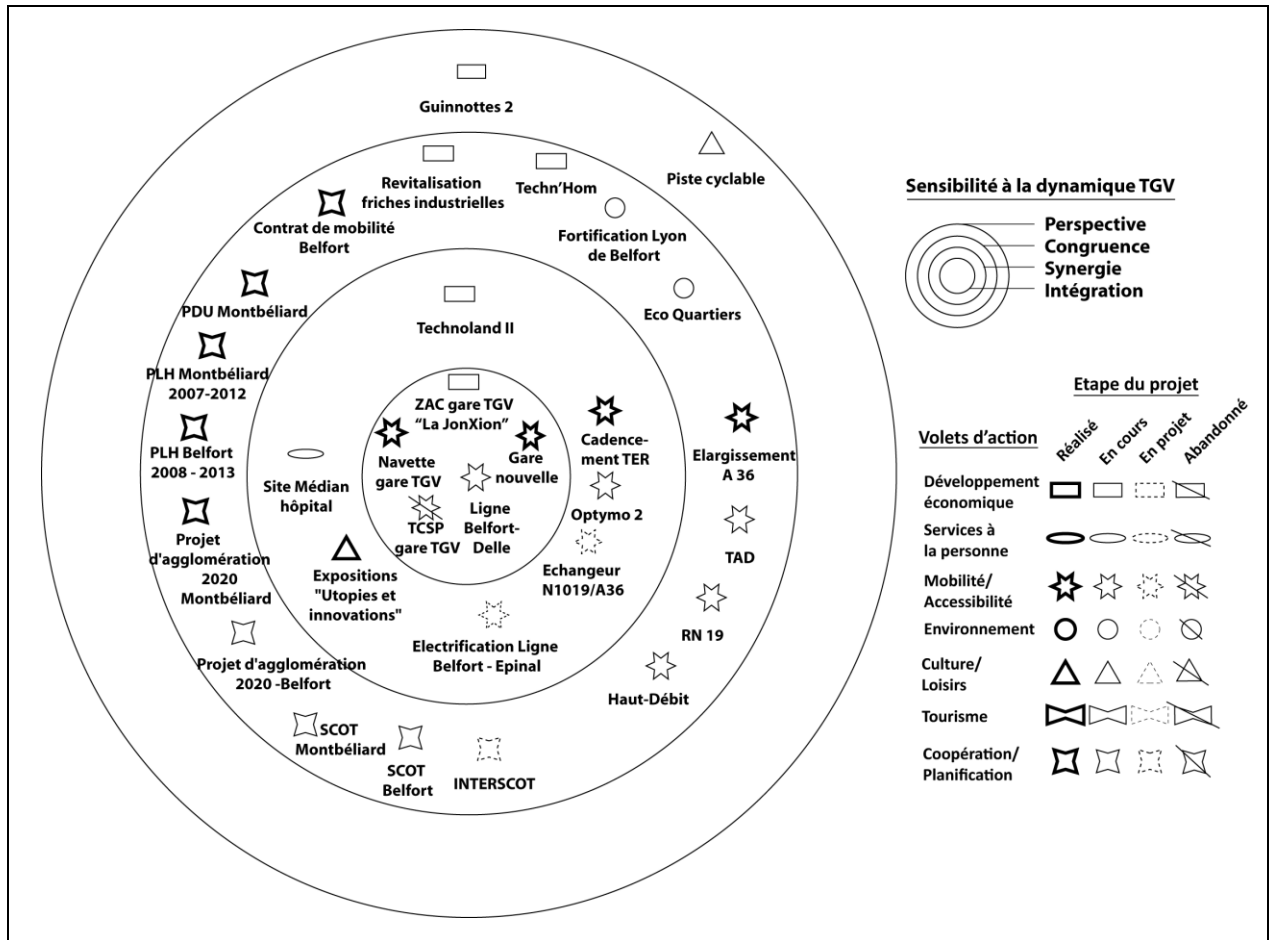 Guinnottes 2
Piste cyclable
Revitalisation
friches industrielles
Techn'Hom
Contrat de mobilité
Belfort
Fortification Lyon
de Belfort
PDU Montbéliard
Eco Quartiers
Technoland II
PLH Montbéliard
2007-2012
ZAC gare TGV
“La JonXion”
PLH Belfort
2008 - 2013
Navette
gare TGV
Gare
nouvelle
Cadence-
ment TER
Elargissement
A 36
Site Médian
hôpital
TCSP
gare TGV
Ligne
Belfort-
Delle
Optymo 2
Projet
d'agglomération
2020
Montbéliard
Expositions
"Utopies et
innovations"
Echangeur
N1019/A36
TAD
Electrification Ligne
Belfort - Epinal
RN 19
Projet d'agglomération
2020 -Belfort
Haut-Débit
SCOT
Montbéliard
SCOT
Belfort
INTERSCOT
Sensibilité à la dynamique TGV
Perspective
Congruence
Synergie
Intégration
Etape du projet
Volets d'action
Réalisé
En cours
En projet
Abandonné
Développement
économique
Services à
la personne
Mobilité/
Accessibilité
Environnement
Culture/
Loisirs
Tourisme
Coopération/
Planification